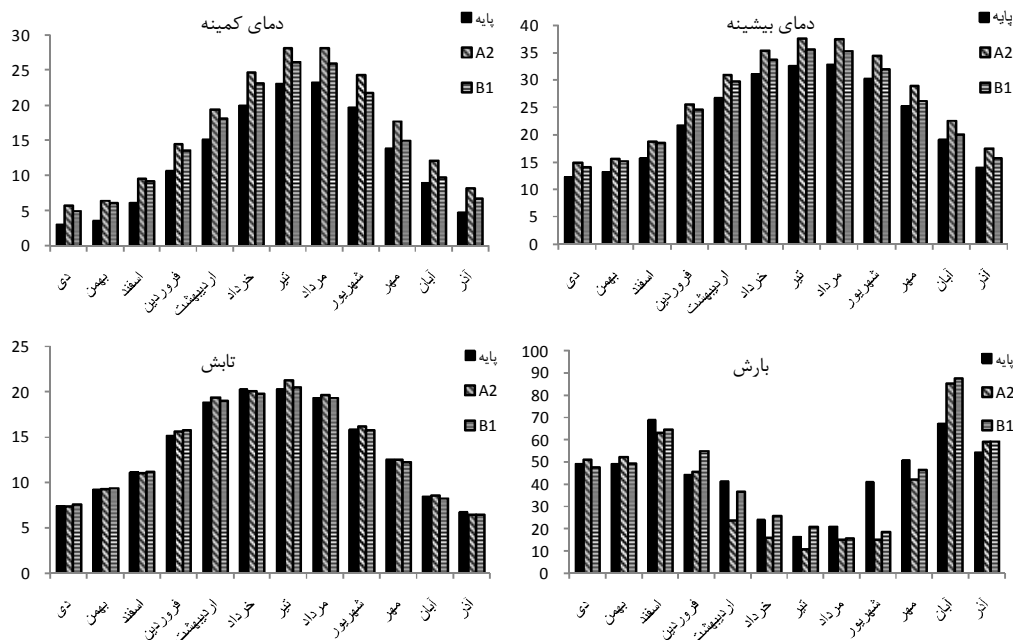 دمای کمینه
پایه
A2
B1
30
25
20
15
10
5
0
دی
بهمن
اسفند
فروردین
اردیبهشت
خرداد
تیر
مرداد
شهریور
مهر
آبان
آذر
دمای بیشینه
پایه
A2
B1
40
35
30
25
20
15
10
5
0
دی
بهمن
اسفند
فروردین
اردیبهشت
خرداد
تیر
مرداد
شهریور
مهر
آبان
آذر
تابش
پایه
A2
B1
25
20
15
10
5
0
دی
بهمن
اسفند
فروردین
اردیبهشت
خرداد
تیر
مرداد
شهریور
مهر
آبان
آذر
بارش
پایه
A2
B1
100
90
80
70
60
50
40
30
20
10
0
دی
بهمن
اسفند
فروردین
اردیبهشت
خرداد
تیر
مرداد
شهریور
مهر
آبان
آذر